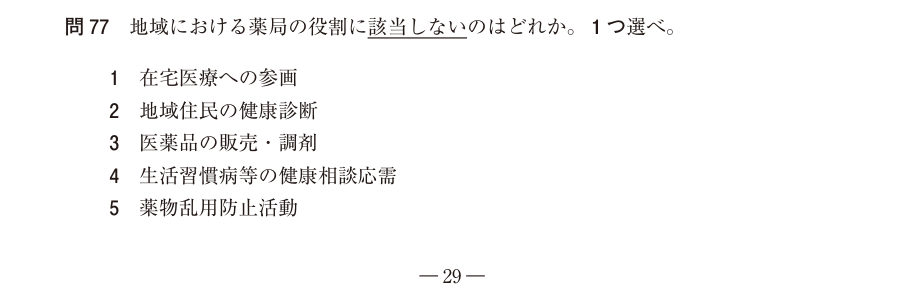 問 77 地域における薬局の役割に該当しないのはどれか。1つ選べ。
1 在宅医療への参画
2 地域住民の健康診断
3 医薬品の販売・調剤
4 生活習慣病等の健康相談応需
5 薬物乱用防止活動
— 29 —